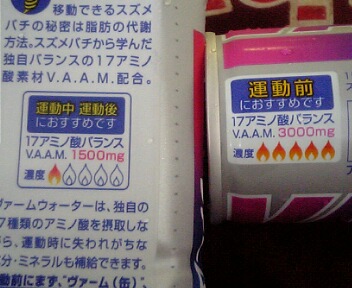 移動できるスズメ
バチの秘密は脂肪の代謝
方法。スズメバチから学んだ
独自バランスの17アミノ
酸素材V.A.A.M.配合。
運動中 運動後
におすすめです
17アミノ酸バランス
V.A.A.M. 1500mg
濃度
ヴァームウォーターは、独自の
7種類のアミノ酸を摂取しな
ら、運動時に失われがちな
分・ミネラルも補給できます。
動前にまず、"ヴァーム(缶)"、
運動前
におすすめです
17アミノ酸バランス
V.A.A.M. 3000mg
濃度